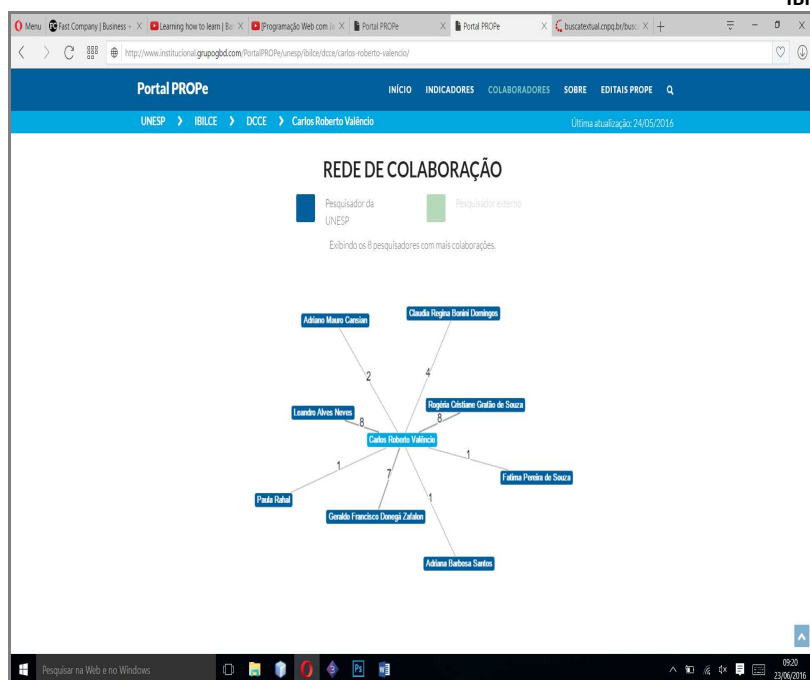 IBI
Menu
Fast Company | Business +
Learning how to learn | Bar
(Programação Web com Ja
Portal PROPe
Portal PROPe
buscatextual.cnpq.br/busc
http://www.institucional.grupogbd.com/PortalPROPe/unesp/ibilce/dcce/carlos-roberto-valencio/
Portal PROPe
INÍCIO INDICADORES COLABORADORES SOBRE EDITAIS PROPE
UNESP IBILCE DCCE Carlos Roberto Valêncio
Última atualização: 24/05/2016
REDE DE COLABORAÇÃO
Pesquisador da
UNESP
Pesquisador externo
Exibindo os 8 pesquisadores com mais colaborações.
Claudia Regina Bonini Domingos
Adriano Mauro Cansian
2
4
Rogéria Cristiane Gratão de Souza
Leandro Alves Neves
8
8
Carlos Roberto Valêncio
1
1
7
Fatima Pereira de Souza
Paula Rahal
1
Geraldo Francisco Donegá Zafalon
Adriana Barbosa Santos
Pesquisar na Web e no Windows
Ps
09:20
23/06/2016